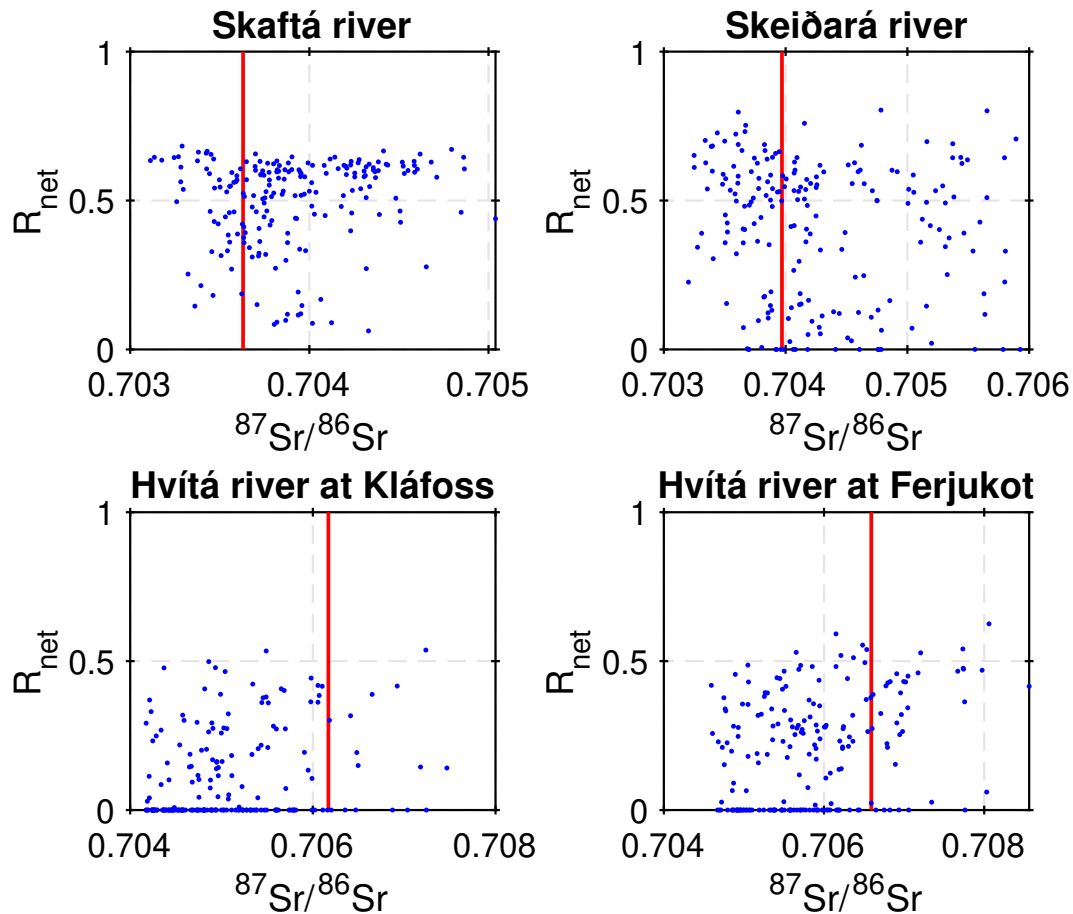 Skaftá river
1
R_net
0.5
0
0.703 0.704 0.705
⁸⁷Sr/⁸⁶Sr
Skeiðará river
1
R_net
0.5
0
0.703 0.704 0.705 0.706
⁸⁷Sr/⁸⁶Sr
Hvítá river at Kláfoss
1
R_net
0.5
0
0.704 0.706 0.708
⁸⁷Sr/⁸⁶Sr
Hvítá river at Ferjukot
1
R_net
0.5
0
0.704 0.706 0.708
⁸⁷Sr/⁸⁶Sr